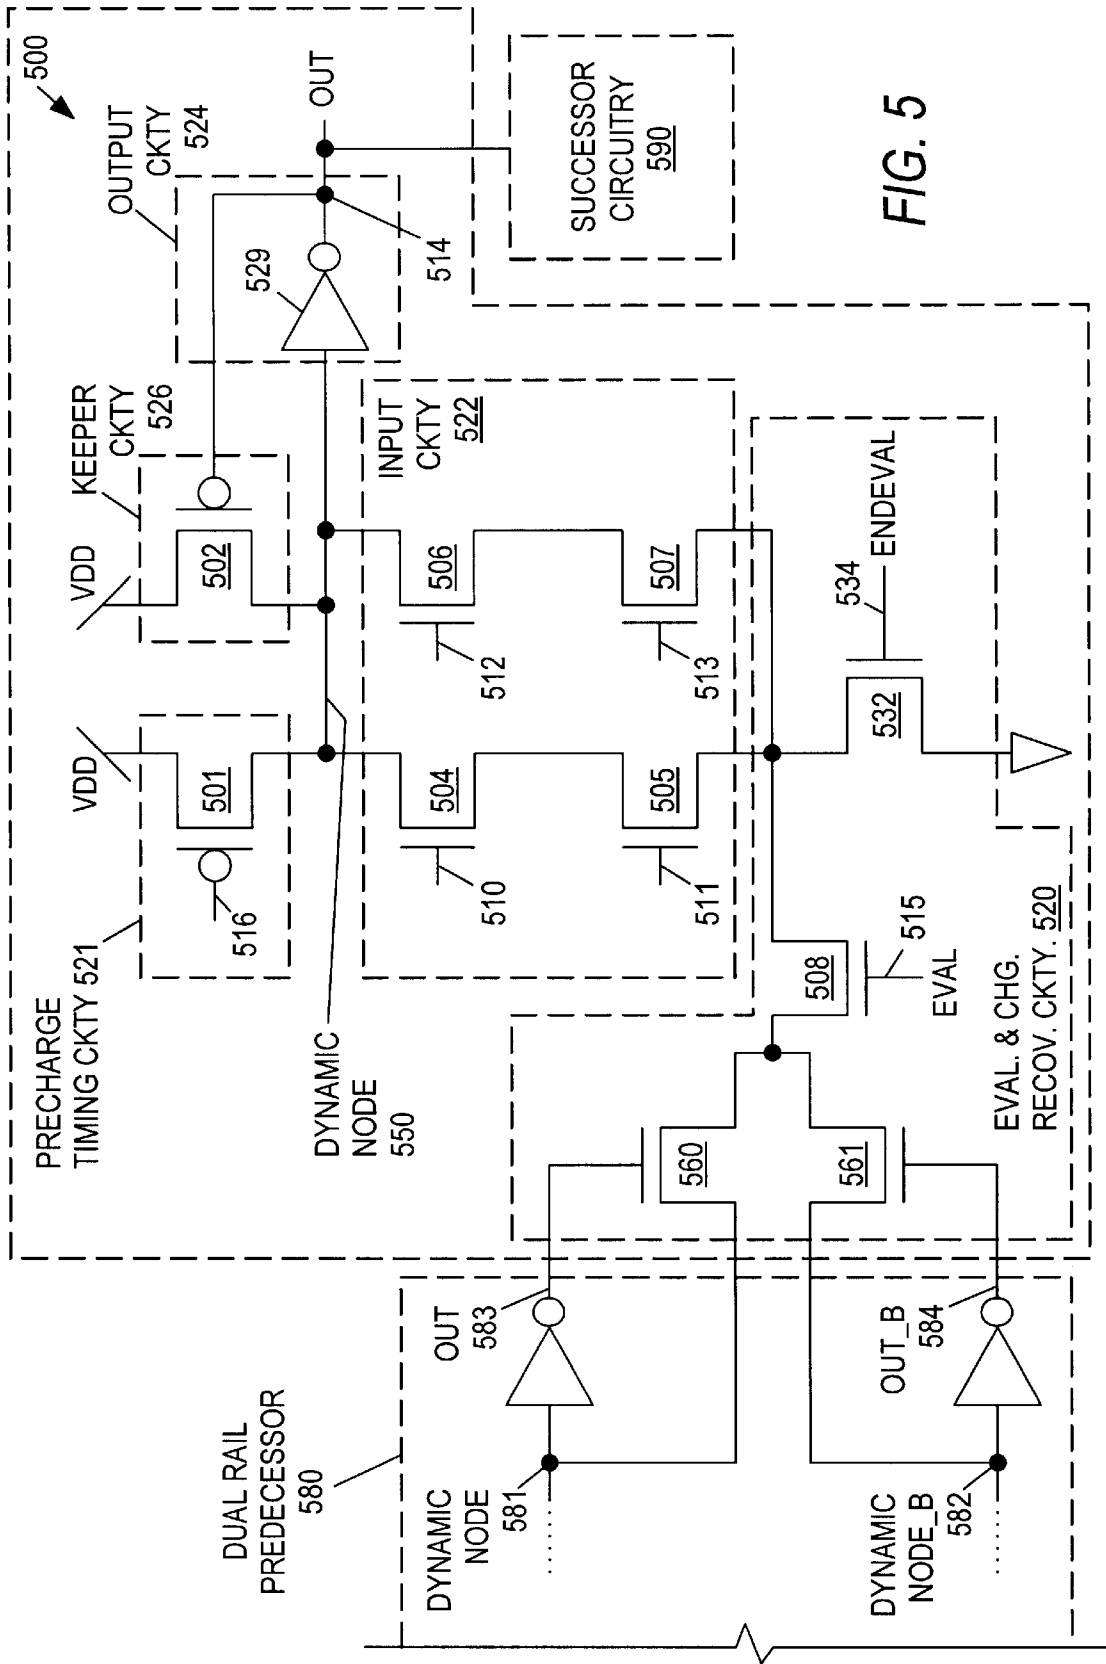 500
OUTPUT
CKTY
524
OUT
529
514
SUCCESSOR
CIRCUITRY
590
FIG. 5
KEEPER
CKTY
526
VDD
502
VDD
501
516
PRECHARGE
TIMING CKTY 521
DYNAMIC
NODE
550
INPUT
CKTY
522
506
507
512
513
504
505
510
511
534
ENDEVAL
532
508
515
EVAL
EVAL. & CHG.
RECOV. CKTY. 520
560
561
DUAL RAIL
PREDECESSOR
580
OUT
583
DYNAMIC
NODE
581
OUT_B
584
DYNAMIC
NODE_B
582